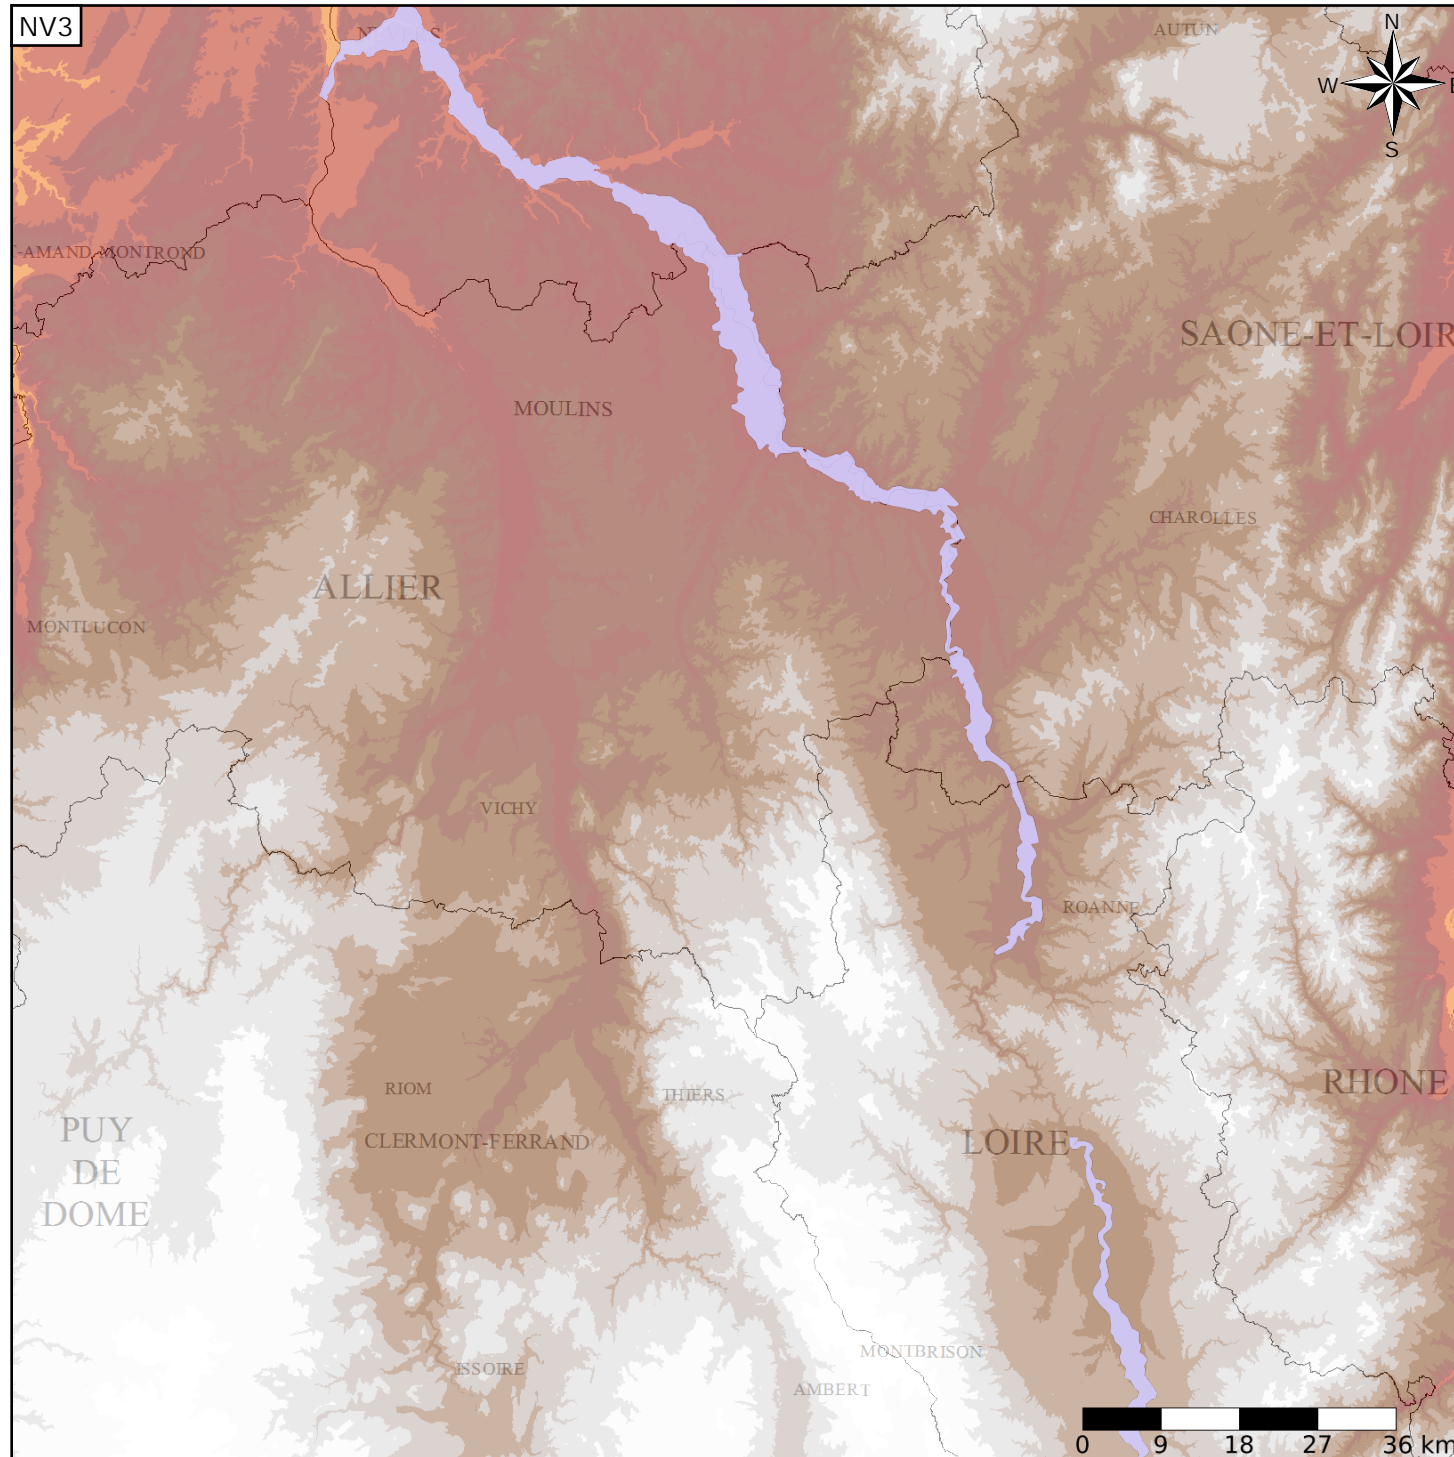 NV3
AUTUN
N
W
S
T-AMAND-MONTROND
SAONE-ET-LOIR
MOULINS
CHAROLLES
ALLIER
MONTLUCON
VICHY
ROANNE
RIOM
THIERS
RHONE
PUY
DE
DOME
CLERMONT-FERRAND
LOIRE
MONTBRISON
ISSOIRE
AMBERT
0 9 18 27 36 km